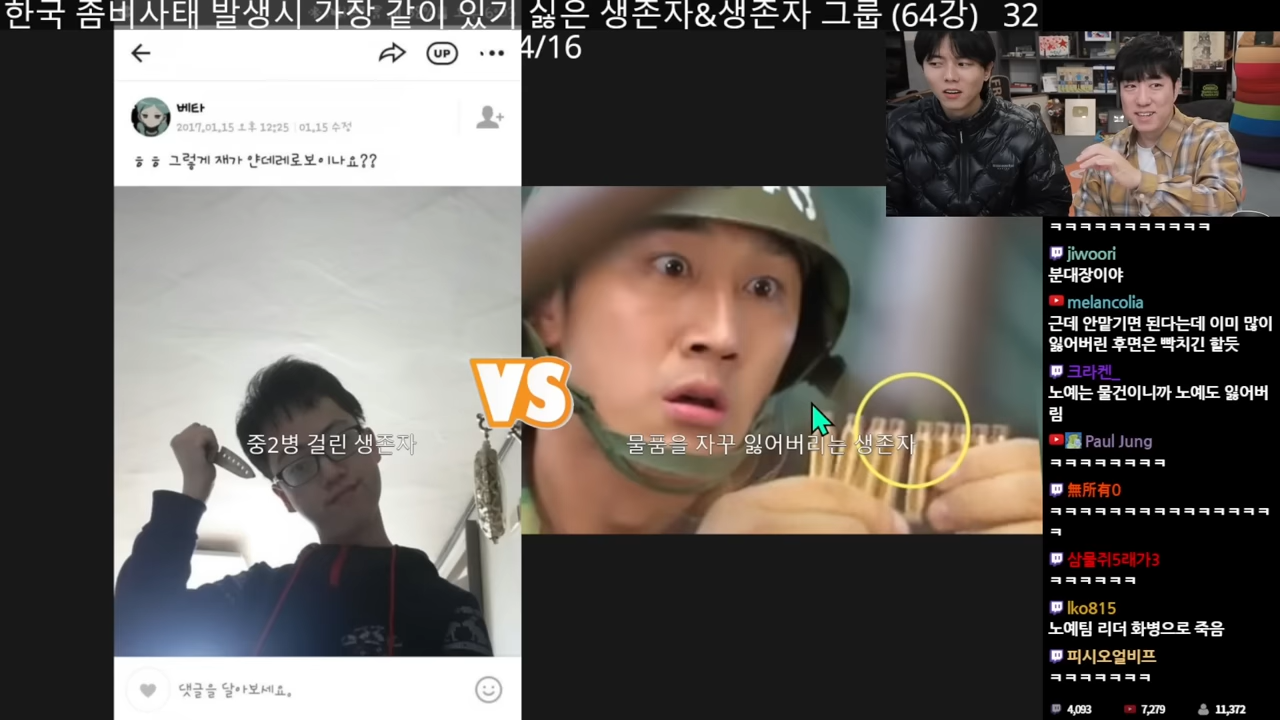 한국 좀비사태 발생시 가장 같이 있기 싫은 생존자&생존자 그룹 (64강) 32
4/16
UP
베타
2017.01.15 오후 12:25 | 01.15 수정
ㅎㅎ 그렇게 재가 얀데레로보이나요??
VS
중2병 걸린 생존자
물품을 자꾸 잃어버리는 생존자
댓글을 달아보세요.
ㅋㅋㅋㅋㅋㅋㅋㅋㅋㅋㅋ
jiwoori
분대장이야
melancolia
근데 안맡기면 된다는데 이미 많이
잃어버린 후면은 빡치긴 할듯
크라켄_
노예는 물건이니까 노예도 잃어버
림
Paul Jung
ㅋㅋㅋㅋㅋㅋㅋㅋ
無所有0
ㅋㅋㅋㅋㅋㅋㅋㅋㅋㅋㅋㅋㅋㅋㅋ
ㅋ
삼물쥐5래가3
ㅋㅋㅋㅋㅋㅋ
lko815
노예팀 리더 화병으로 죽음
피시오얼비프
ㅋㅋㅋㅋㅋㅋㅋ
4,093
7,279
11,372